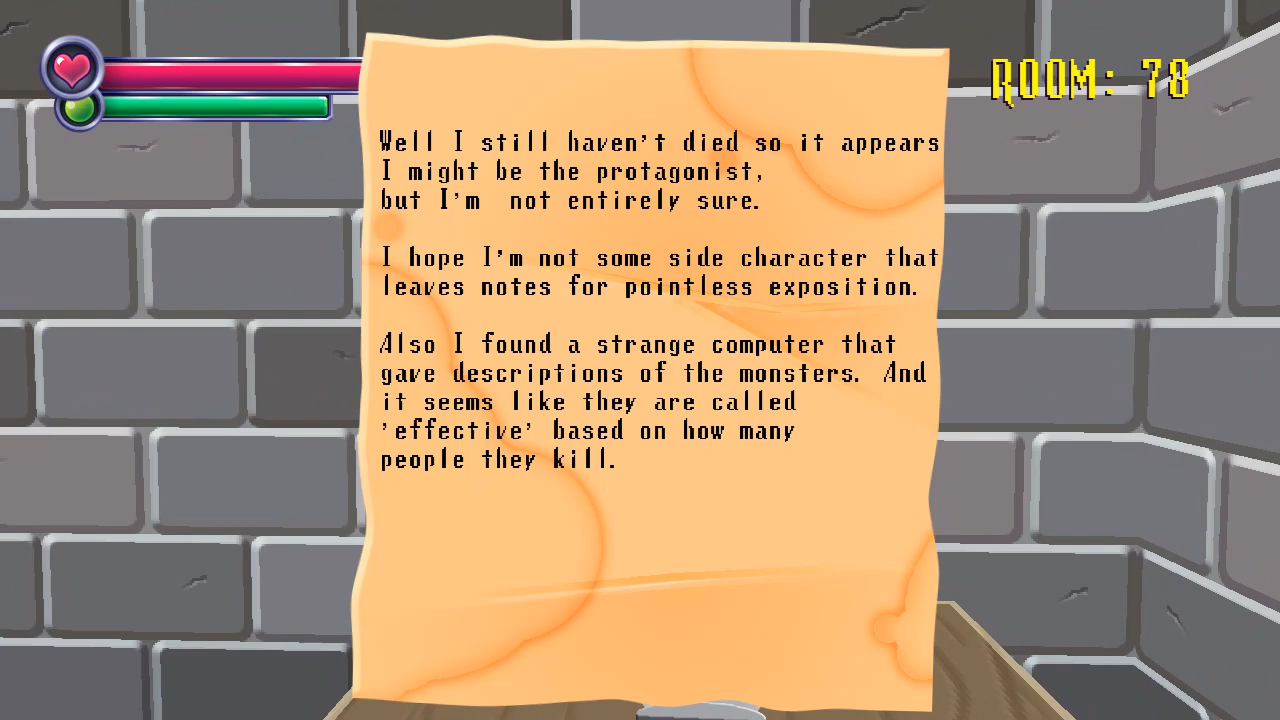 ROOM: 78
Well I still haven't died so it appears
I might be the protagonist,
but I'm  not entirely sure.
I hope I'm not some side character that
leaves notes for pointless exposition.
Also I found a strange computer that
gave descriptions of the monsters.  And
it seems like they are called
'effective' based on how many
people they kill.